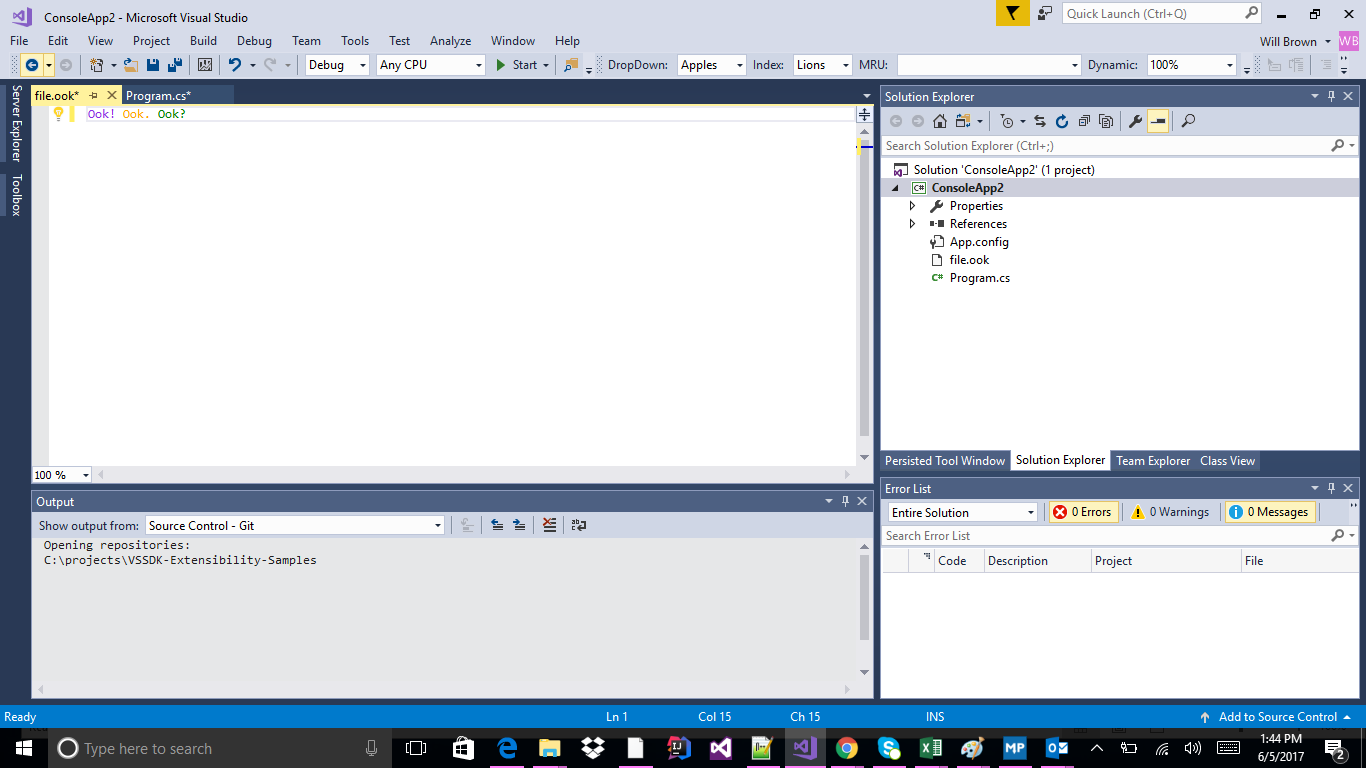 ConsoleApp2 - Microsoft Visual Studio
Quick Launch (Ctrl+Q)
File Edit View Project Build Debug Team Tools Test Analyze Window Help
Will Brown WB
Debug Any CPU Start DropDown: Apples Index: Lions MRU: Dynamic: 100%
Server Explorer
Toolbox
file.ook* Program.cs*
Ook! Ook. Ook?
100 %
Output
Show output from: Source Control - Git
Opening repositories:
C:\projects\VSSDK-Extensibility-Samples
Solution Explorer
Search Solution Explorer (Ctrl+;)
Solution 'ConsoleApp2' (1 project)
C# ConsoleApp2
Properties
References
App.config
file.ook
C# Program.cs
Persisted Tool Window Solution Explorer Team Explorer Class View
Error List
Entire Solution 0 Errors 0 Warnings 0 Messages
Search Error List
Code Description Project File
Ready Ln 1 Col 15 Ch 15 INS Add to Source Control
Type here to search
IJ
MP
1:44 PM
6/5/2017
2